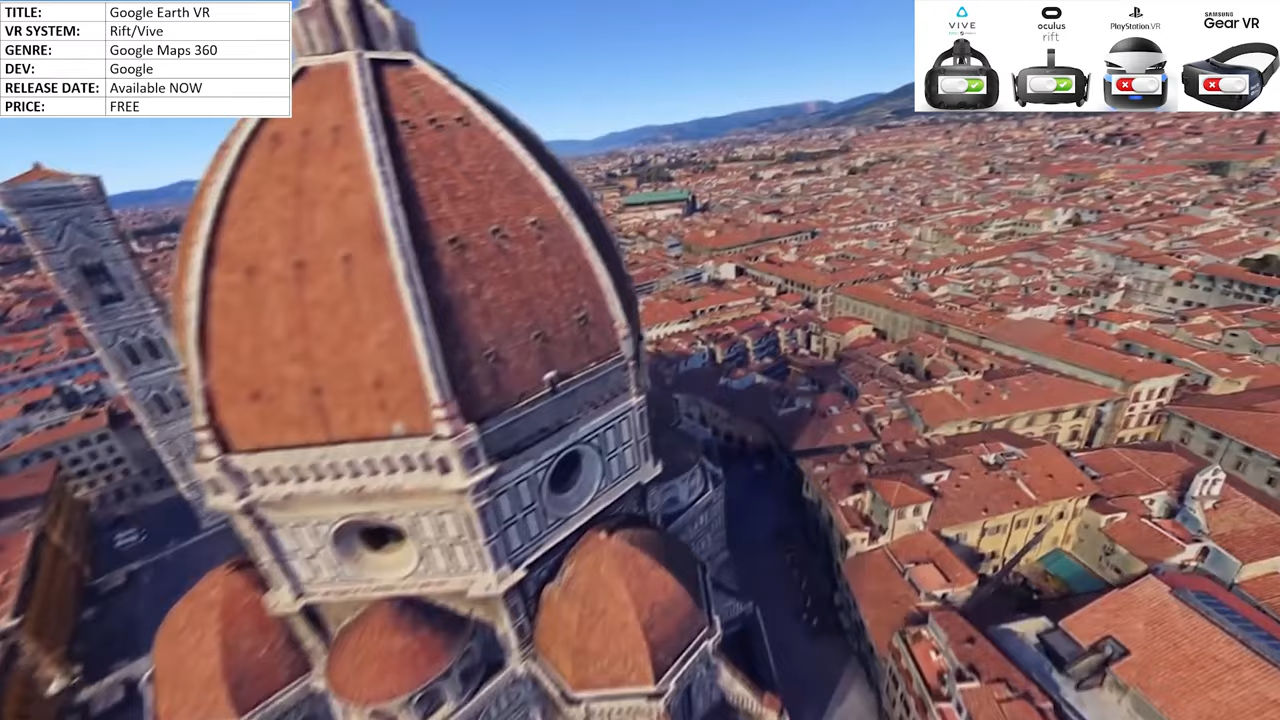 TITLE: Google Earth VR
VR SYSTEM: Rift/Vive
GENRE: Google Maps 360
DEV: Google
RELEASE DATE: Available NOW
PRICE: FREE
VIVE
oculus
rift
PlayStation.VR
SAMSUNG
Gear VR